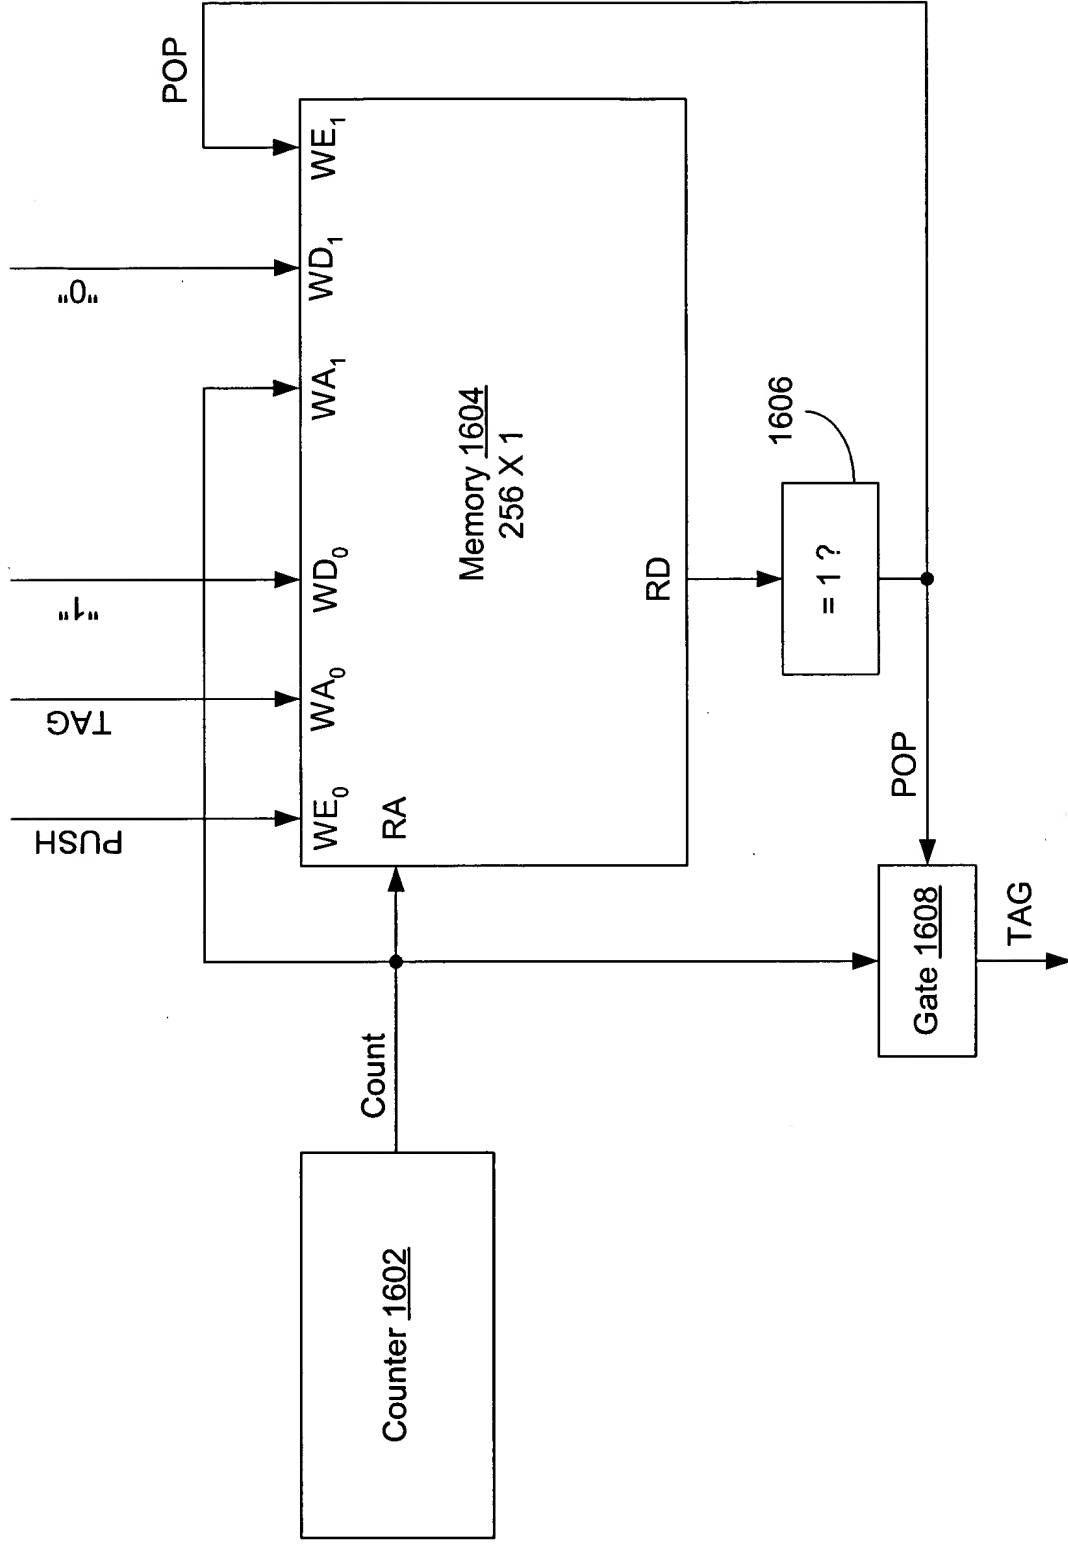 PUSH
TAG
"1"
"0"
POP
WE0
WA0
WD0
WA1
WD1
WE1
RA
Count
Counter 1602
Memory 1604
256 X 1
RD
= 1 ?
1606
POP
Gate 1608
TAG